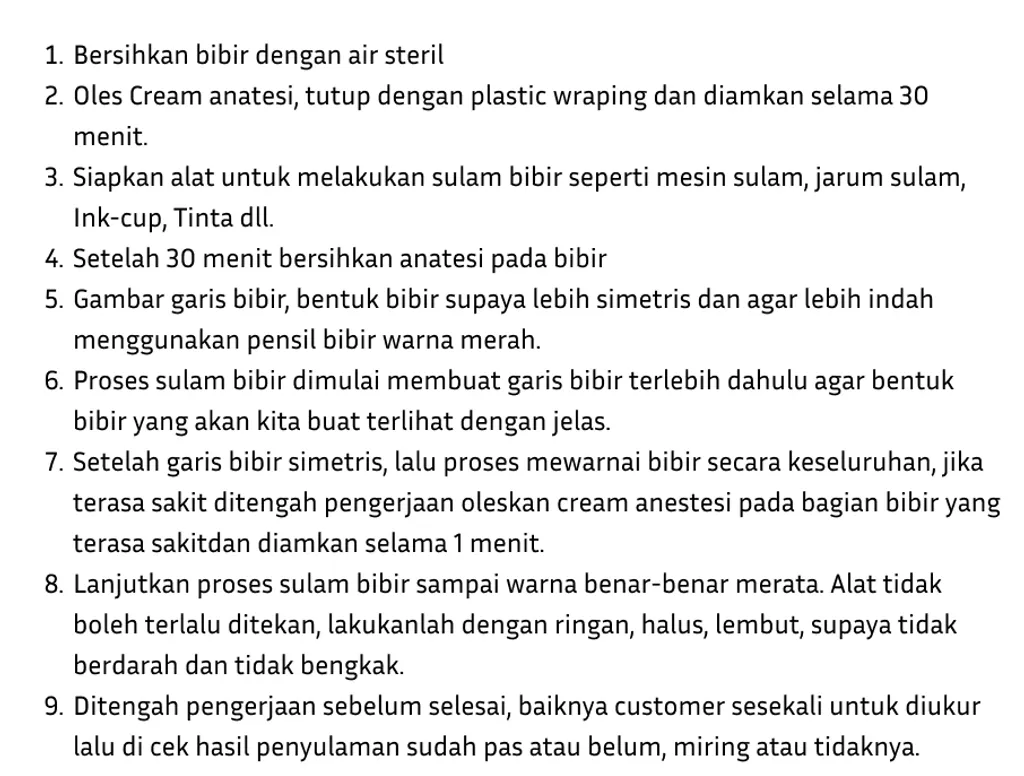 1. Bersihkan bibir dengan air steril
2. Oles Cream anatesi, tutup dengan plastic wraping dan diamkan selama 30
menit.
3. Siapkan alat untuk melakukan sulam bibir seperti mesin sulam, jarum sulam,
Ink-cup, Tinta dll.
4. Setelah 30 menit bersihkan anatesi pada bibir
5. Gambar garis bibir, bentuk bibir supaya lebih simetris dan agar lebih indah
menggunakan pensil bibir warna merah.
6. Proses sulam bibir dimulai membuat garis bibir terlebih dahulu agar bentuk
bibir yang akan kita buat terlihat dengan jelas.
7. Setelah garis bibir simetris, lalu proses mewarnai bibir secara keseluruhan, jika
terasa sakit ditengah pengerjaan oleskan cream anestesi pada bagian bibir yang
terasa sakitdan diamkan selama 1 menit.
8. Lanjutkan proses sulam bibir sampai warna benar-benar merata. Alat tidak
boleh terlalu ditekan, lakukanlah dengan ringan, halus, lembut, supaya tidak
berdarah dan tidak bengkak.
9. Ditengah pengerjaan sebelum selesai, baiknya customer sesekali untuk diukur
lalu di cek hasil penyulaman sudah pas atau belum, miring atau tidaknya.